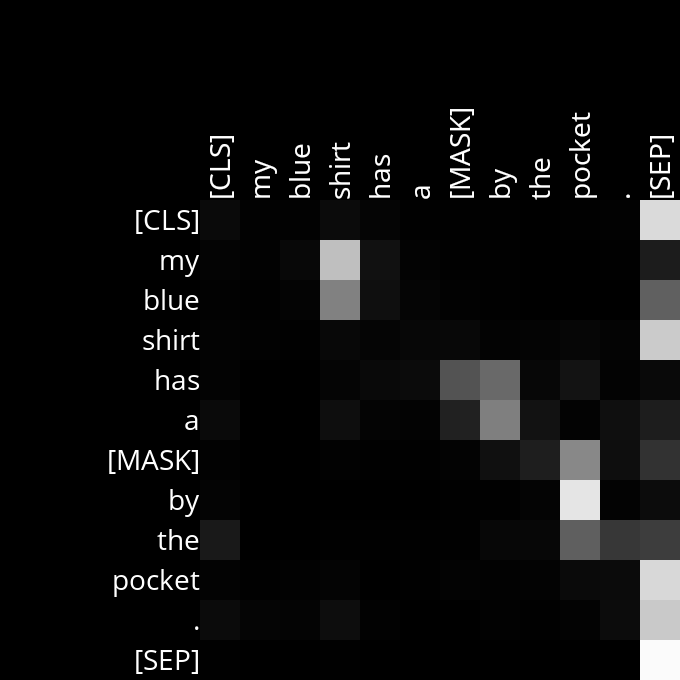 [CLS] my blue shirt has a [MASK] by the pocket . [SEP]
[CLS]
my
blue
shirt
has
a
[MASK]
by
the
pocket
.
[SEP]